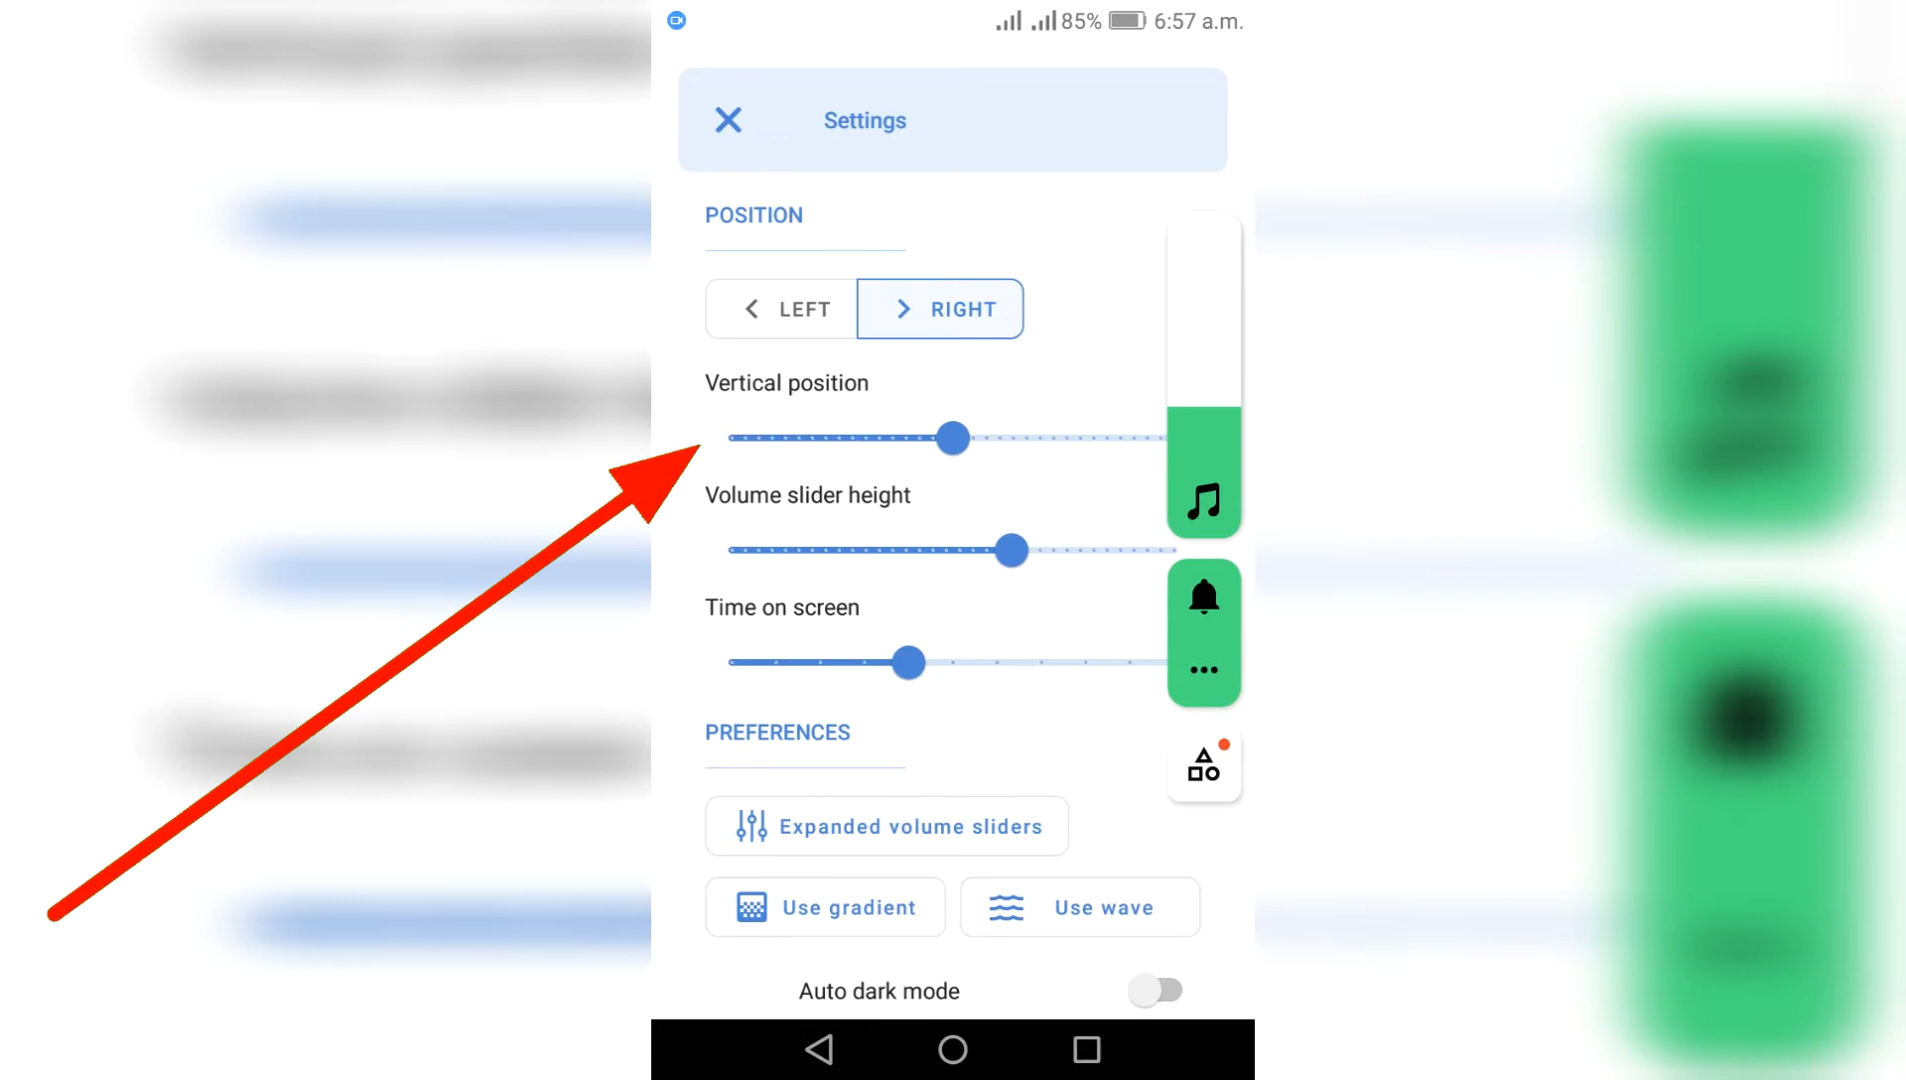 85% 6:57 a.m.
Settings
POSITION
LEFT RIGHT
Vertical position
Volume slider height
Time on screen
PREFERENCES
Expanded volume sliders
Use gradient Use wave
Auto dark mode